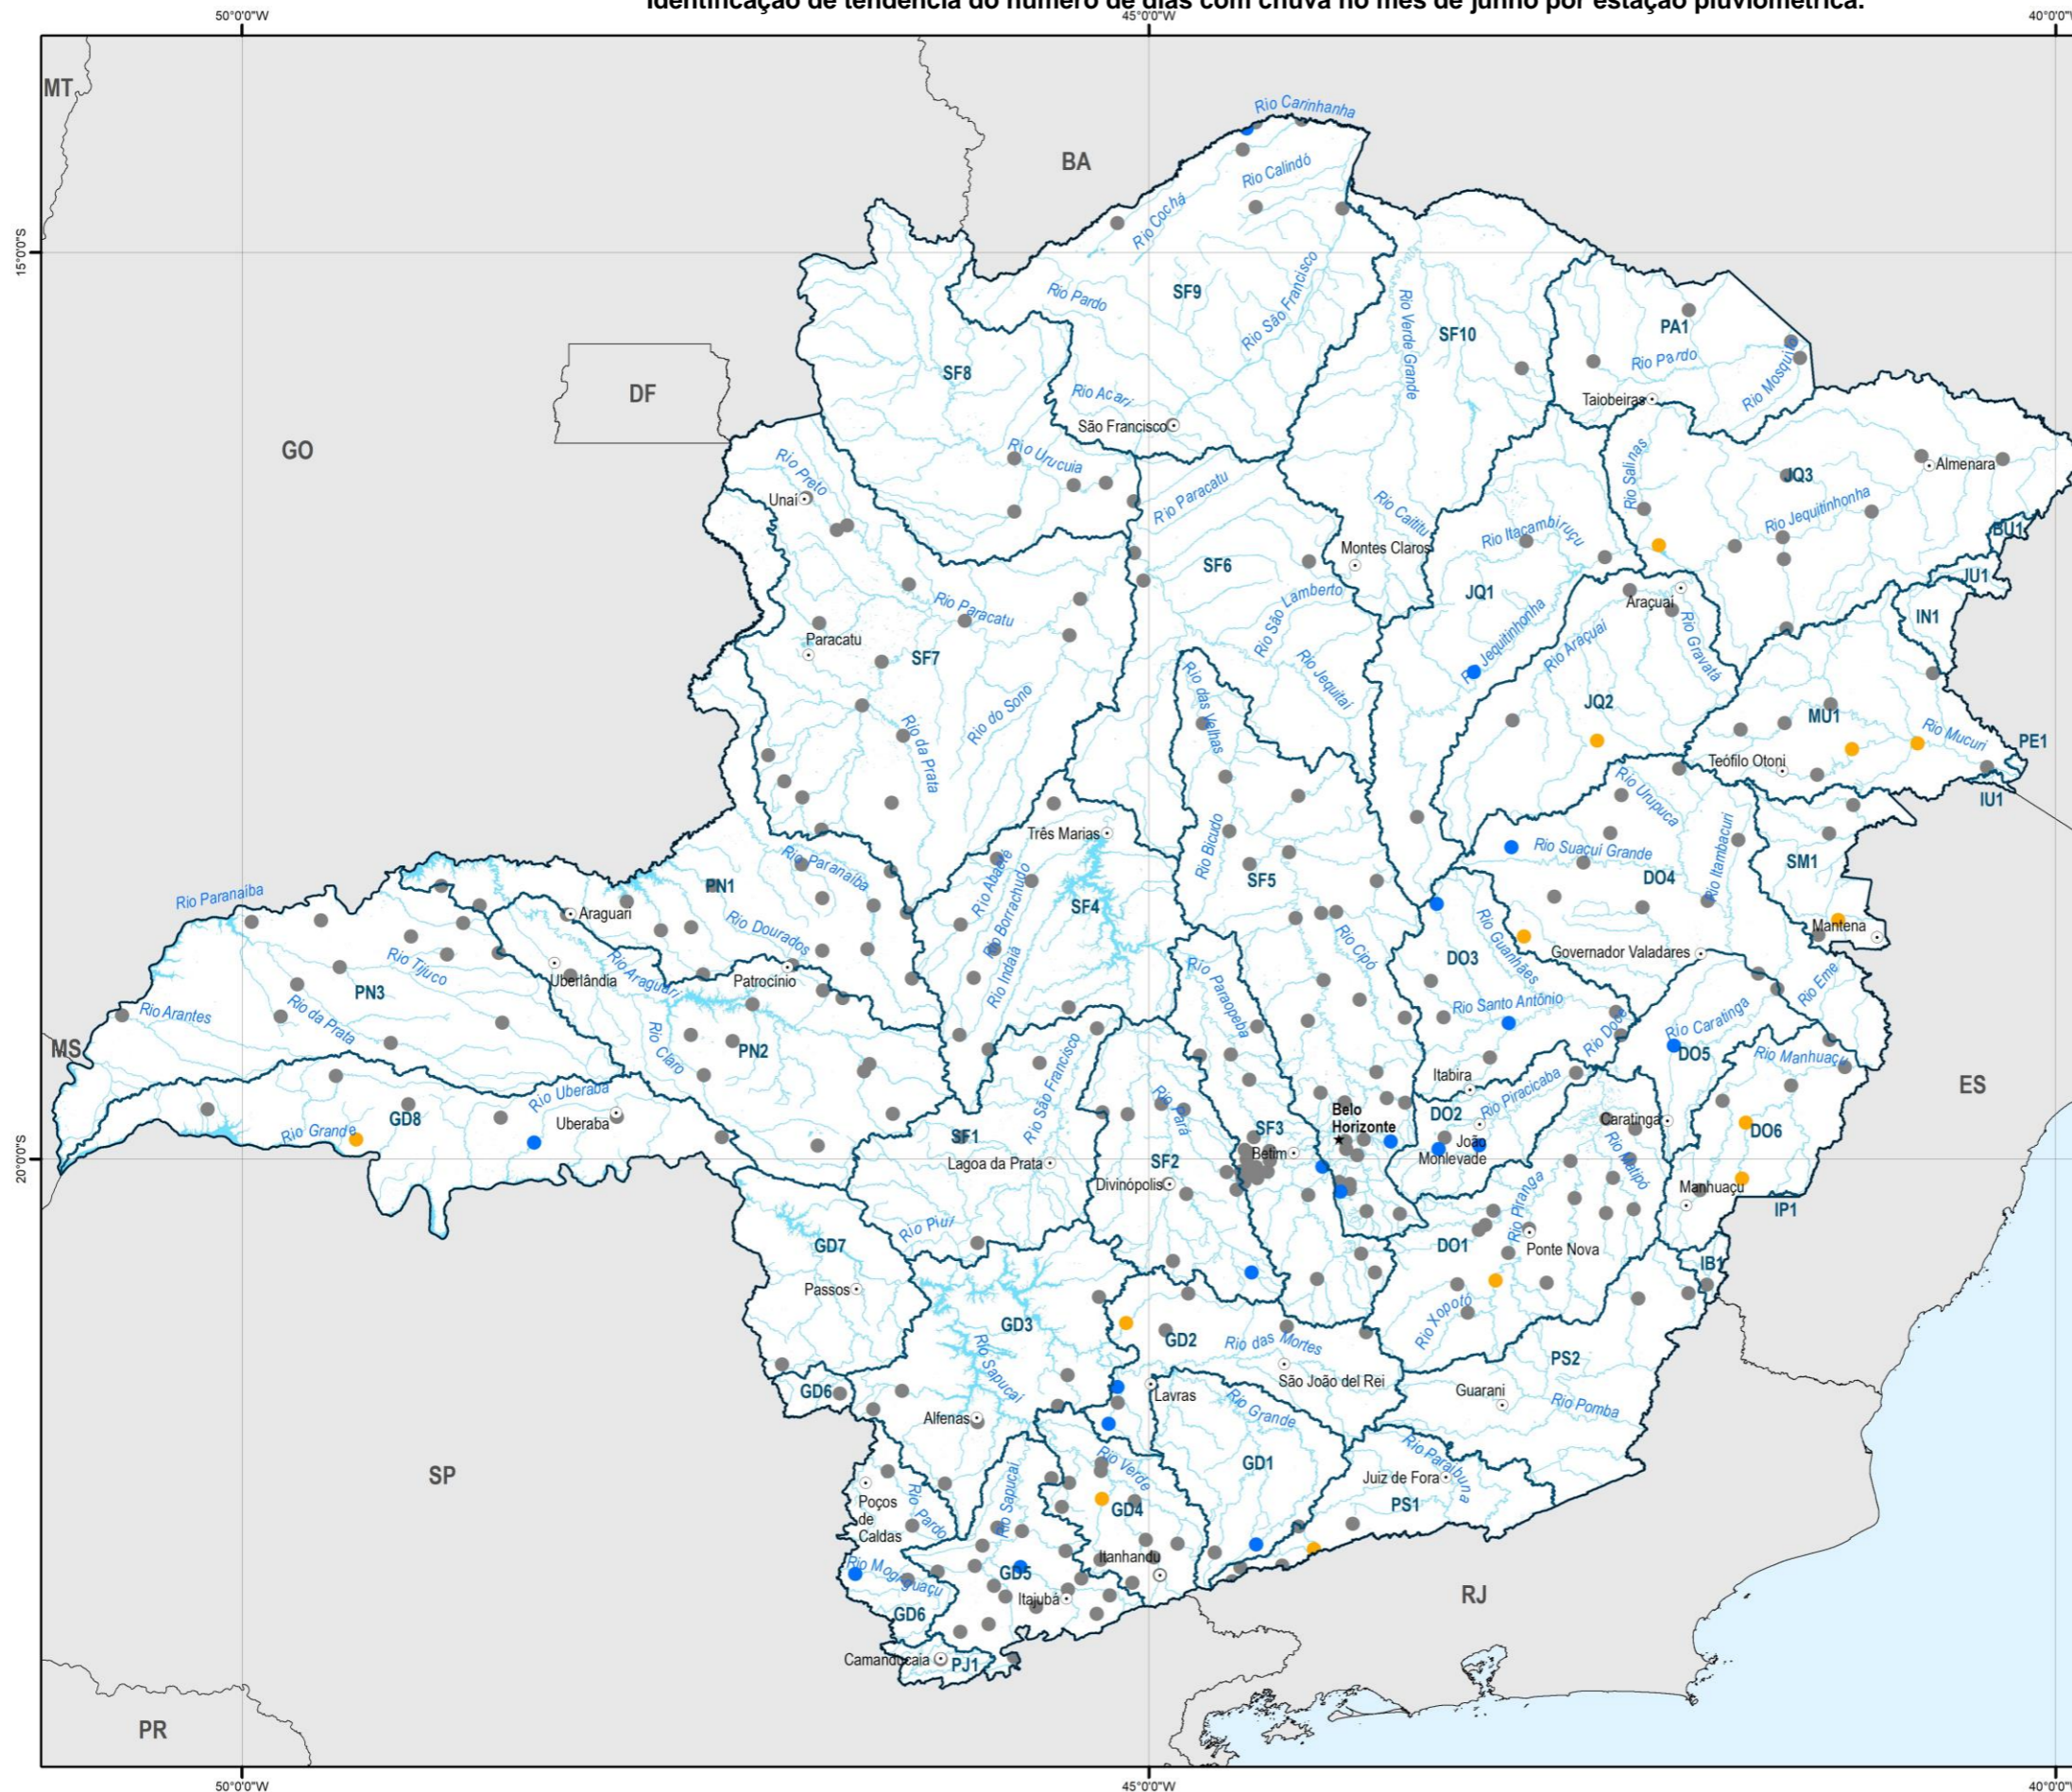 Identificação de tendência do número de dias com chuva no mês de junho por estação pluviométrica.
50°0'0"W
45°0'0"W
40°0'0"W
MT
Rio Carinhanha
BA
Rio Calindó
Rio Cochá
15°0'0"S
SF9
Rio São Francisco
Rio Pardo
Rio Verde Grande
SF10
PA1
Rio Pardo
Rio Mosquito
SF8
DF
Rio Acari
Taiobeiras
São Francisco
GO
Rio Urucuia
Rio Preto
Unaí
Rio Paracatu
Rio Caititu
Rio Salinas
JQ3
Almenara
Rio Jequitinhonha
BU1
Rio Itacambiruçu
Montes Claros
SF6
JU1
JQ1
Araçuaí
IN1
Rio Paracatu
Rio São Lamberto
Paracatu
SF7
Jequitinhonha
Rio Araçuaí
Rio Gravatá
Rio das Velhas
Rio Jequitaí
JQ2
MU1
Rio Mucuri
PE1
Rio do Sono
Rio da Prata
Teófilo Otoni
IU1
Rio Urupuca
Três Marias
Rio Bicudo
Rio Suaçuí Grande
Rio Itambacuri
SM1
Rio Paranaíba
PN1
Rio Abaeté
Rio Borrachudo
SF4
SF5
DO4
Rio Paranaíba
Araguari
Rio Dourados
Rio Cipó
Rio Guanhães
Mantena
Governador Valadares
DO3
Rio Tijuco
Uberlândia
Rio Araguari
Patrocínio
Rio Indaiá
Rio Paraopeba
PN3
Rio Arantes
Rio da Prata
Rio Santo Antônio
Rio Doce
Rio Caratinga
Rio Eme
MS
Rio Claro
PN2
Rio São Francisco
DO5
Rio Manhuaçu
ES
Itabira
Rio Uberaba
Rio Pará
Rio Piracicaba
GD8
Uberaba
Rio Grande
Belo
Horizonte
DO2
Caratinga
SF1
SF3
João
Monlevade
DO6
20°0'0"S
Lagoa da Prata
SF2
Betim
Rio Matipó
Divinópolis
Manhuaçu
IP1
Rio Piuí
Rio Piranga
GD7
DO1
Ponte Nova
IB1
Passos
GD3
Rio Xopotó
GD2
Rio das Mortes
Rio Sapucaí
PS2
GD6
São João del Rei
Lavras
Guarani
Alfenas
Rio Grande
Rio Pomba
SP
GD1
Rio Paraibuna
Rio Verde
Juiz de Fora
Rio Sapucaí
Poços
de
Caldas
Rio Pardo
GD4
PS1
Itanhandu
Rio Mogi-guaçu
GD5
Itajubá
RJ
GD6
Camanducaia
PJ1
PR
50°0'0"W
45°0'0"W
40°0'0"W